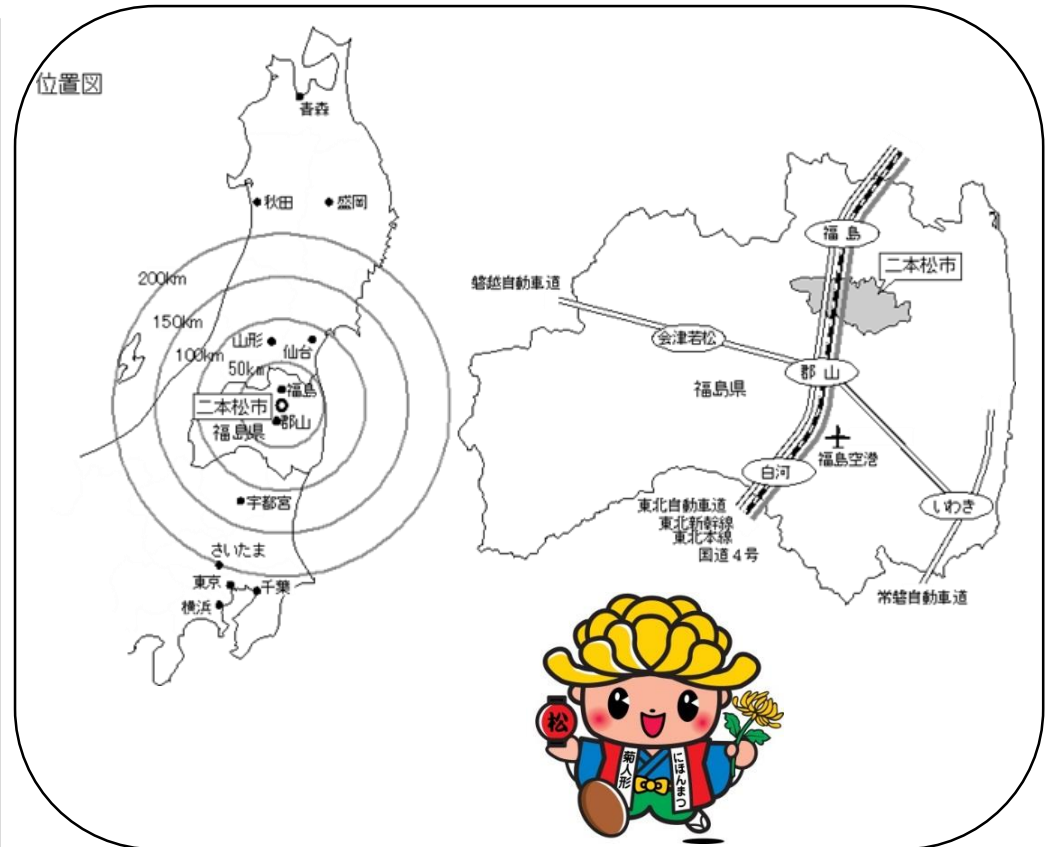 位置図
青森
秋田
盛岡
200km
150km
100km
50km
山形
仙台
福島
二本松市
郡山
福島県
宇都宮
さいたま
東京
千葉
横浜
福島
二本松市
磐越自動車道
会津若松
郡山
福島県
福島空港
白河
いわき
東北自動車道
東北新幹線
東北本線
国道4号
常磐自動車道
松
菊人形
にほんまつ